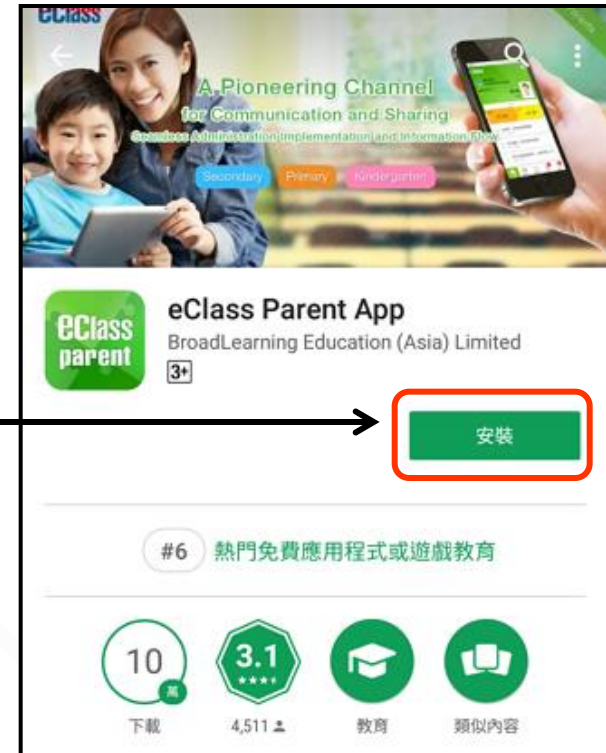 eClass
A Pioneering Channel
for Communication and Sharing
Seamless Administration Implementation and Information Flow
Secondary
Primary
Kindergarten
eClass
parent
eClass Parent App
BroadLearning Education (Asia) Limited
3+
安裝
#6 熱門免費應用程式或遊戲教育
10
萬
下載
3.1
4,511
教育
類似內容